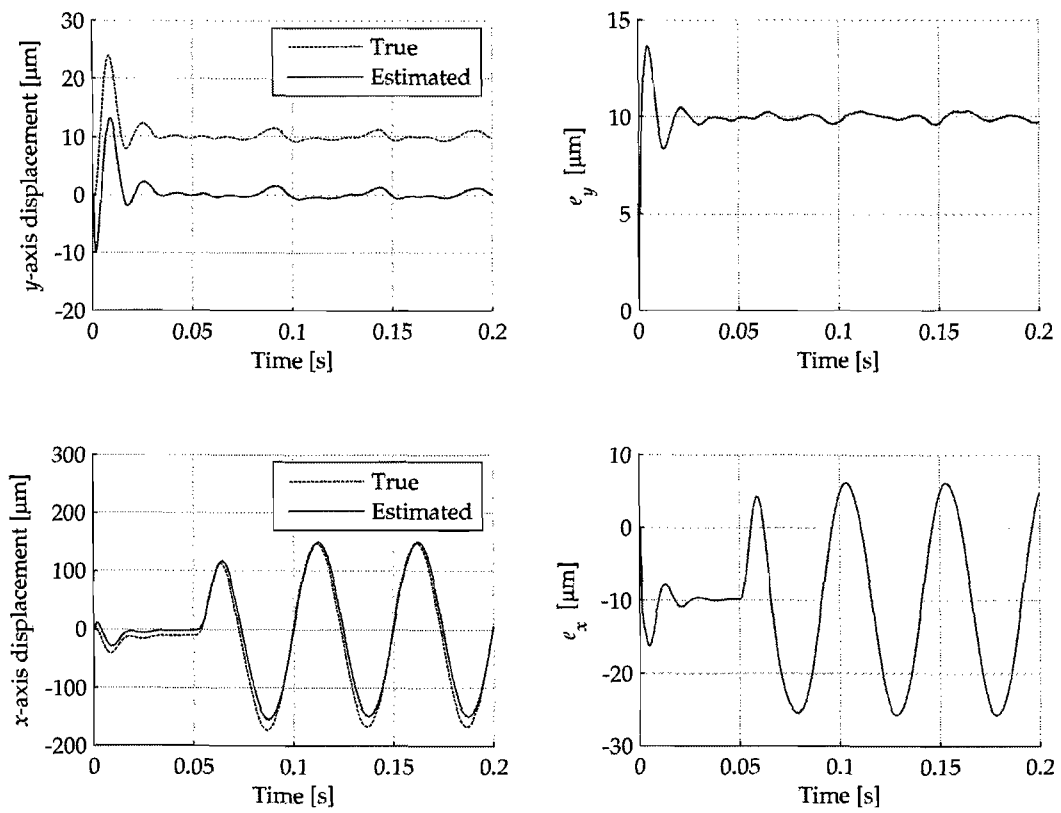 30
20
10
0
-10
-20
y-axis displacement [µm]
True
Estimated
0 0.05 0.1 0.15 0.2
Time [s]
15
10
5
0
e_y [µm]
0 0.05 0.1 0.15 0.2
Time [s]
300
200
100
0
-100
-200
x-axis displacement [µm]
True
Estimated
0 0.05 0.1 0.15 0.2
Time [s]
10
0
-10
-20
-30
e_x [µm]
0 0.05 0.1 0.15 0.2
Time [s]